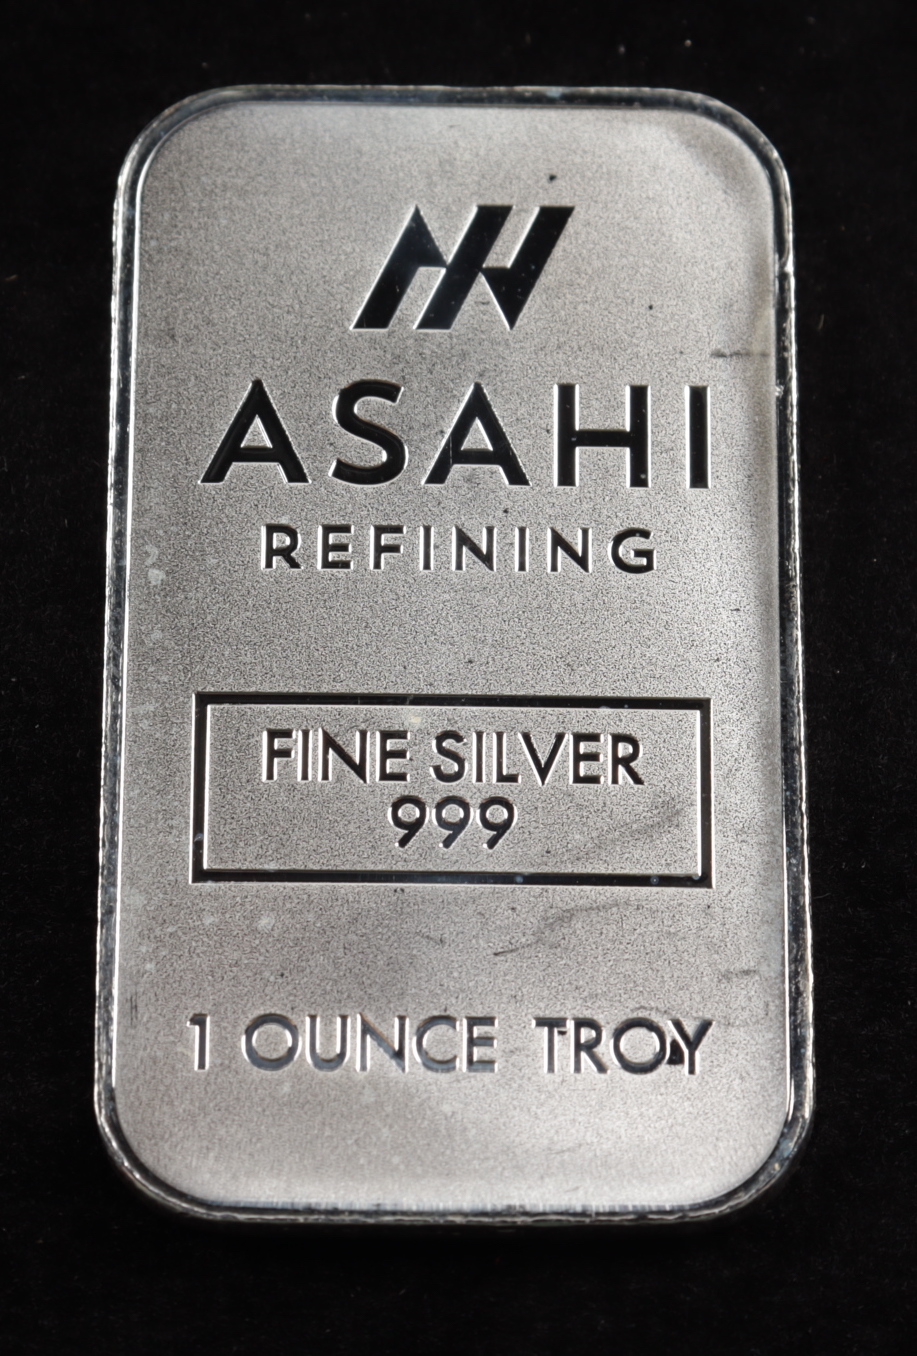 ASAHI
REFINING
FINE SILVER
999
1 OUNCE TROY